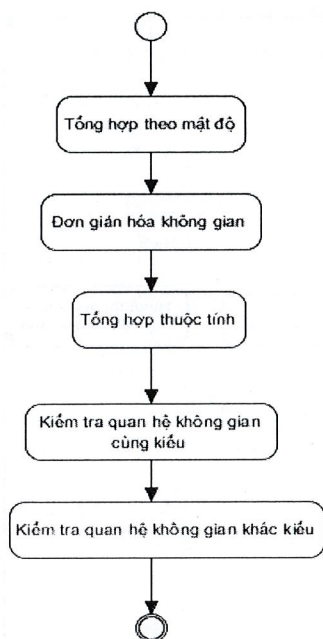 Tổng hợp theo mật độ
Đơn giản hóa không gian
Tổng hợp thuộc tính
Kiểm tra quan hệ không gian
cùng kiểu
Kiểm tra quan hệ không gian khác kiểu